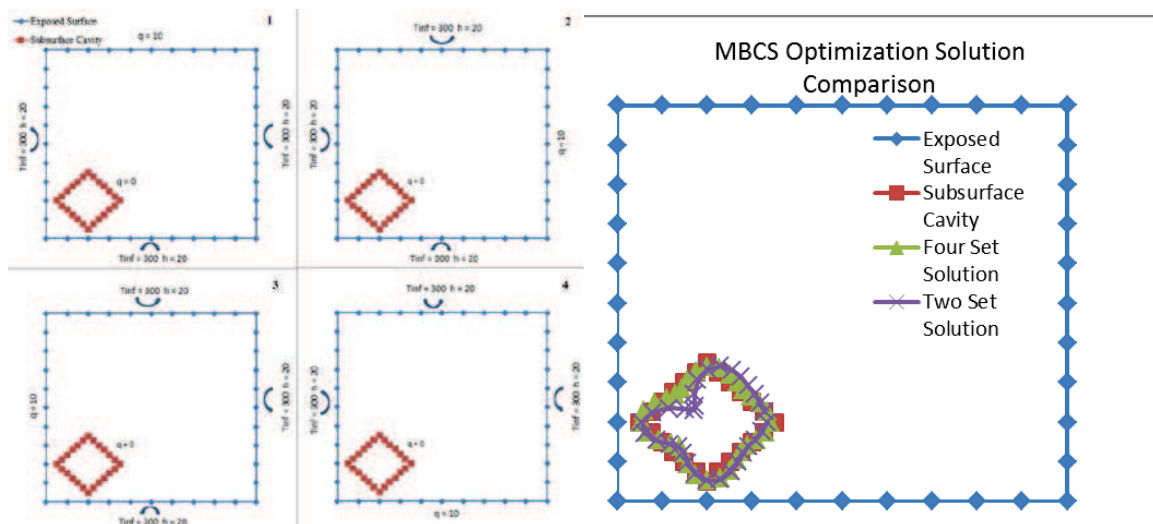 Exposed Surface
Subsurface Cavity
1
q = 10
Tinf = 300 h = 20
Tinf = 300 h = 20
q = 0
Tinf = 300 h = 20
2
Tinf = 300 h = 20
Tinf = 300 h = 20
q = 10
q = 0
Tinf = 300 h = 20
3
Tinf = 300 h = 20
q = 10
Tinf = 300 h = 20
q = 0
Tinf = 300 h = 20
4
Tinf = 300 h = 20
Tinf = 300 h = 20
Tinf = 300 h = 20
q = 0
q = 10
MBCS Optimization Solution
Comparison
Exposed
Surface
Subsurface
Cavity
Four Set
Solution
Two Set
Solution